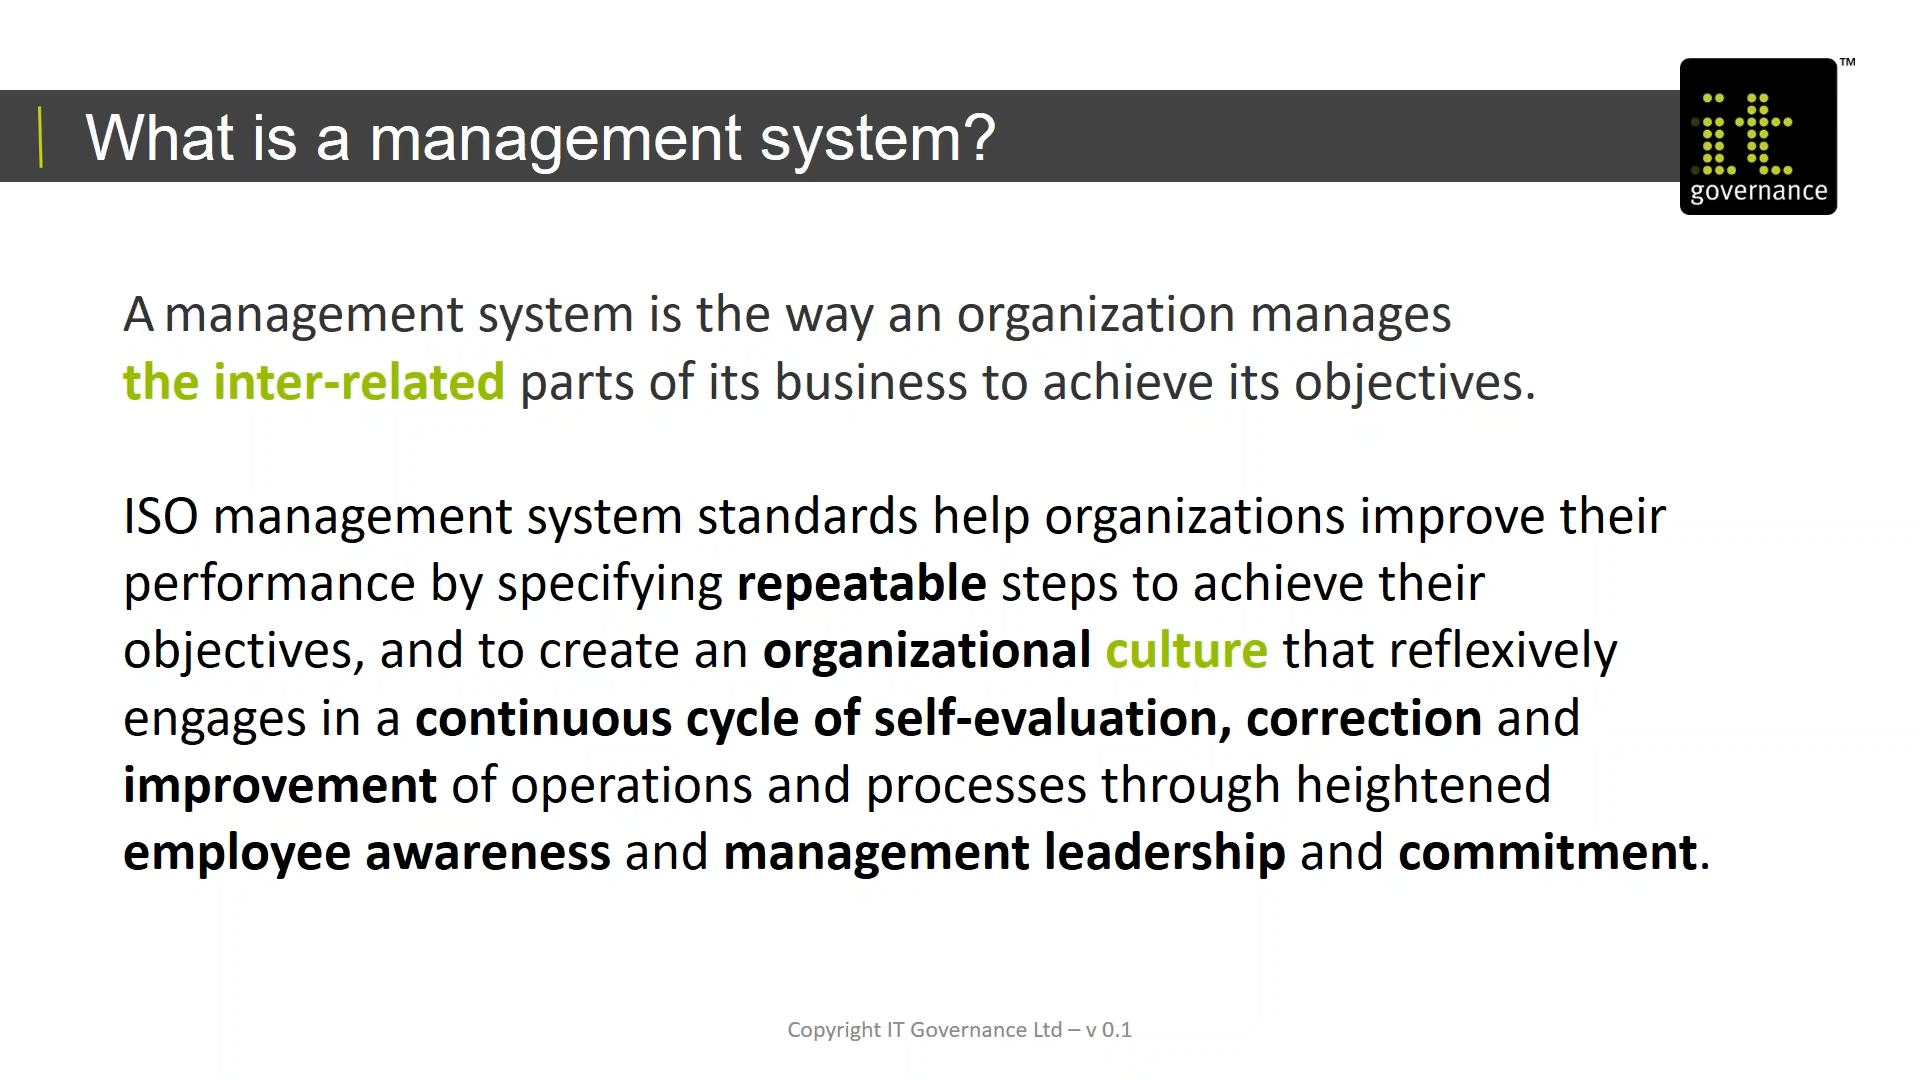 What is a management system?
it
governance
TM
A management system is the way an organization manages
the inter-related parts of its business to achieve its objectives.
ISO management system standards help organizations improve their
performance by specifying repeatable steps to achieve their
objectives, and to create an organizational culture that reflexively
engages in a continuous cycle of self-evaluation, correction and
improvement of operations and processes through heightened
employee awareness and management leadership and commitment.
Copyright IT Governance Ltd – v 0.1